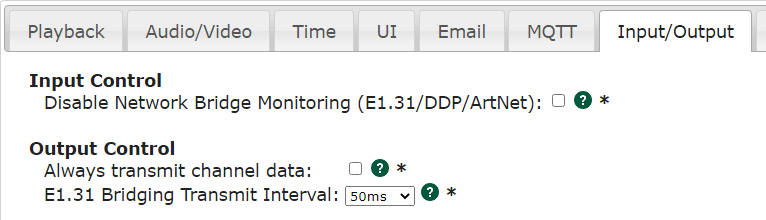 Playback Audio/Video Time UI Email MQTT Input/Output
Input Control
Disable Network Bridge Monitoring (E1.31/DDP/ArtNet): ? *
Output Control
Always transmit channel data: ? *
E1.31 Bridging Transmit Interval: 50ms ? *